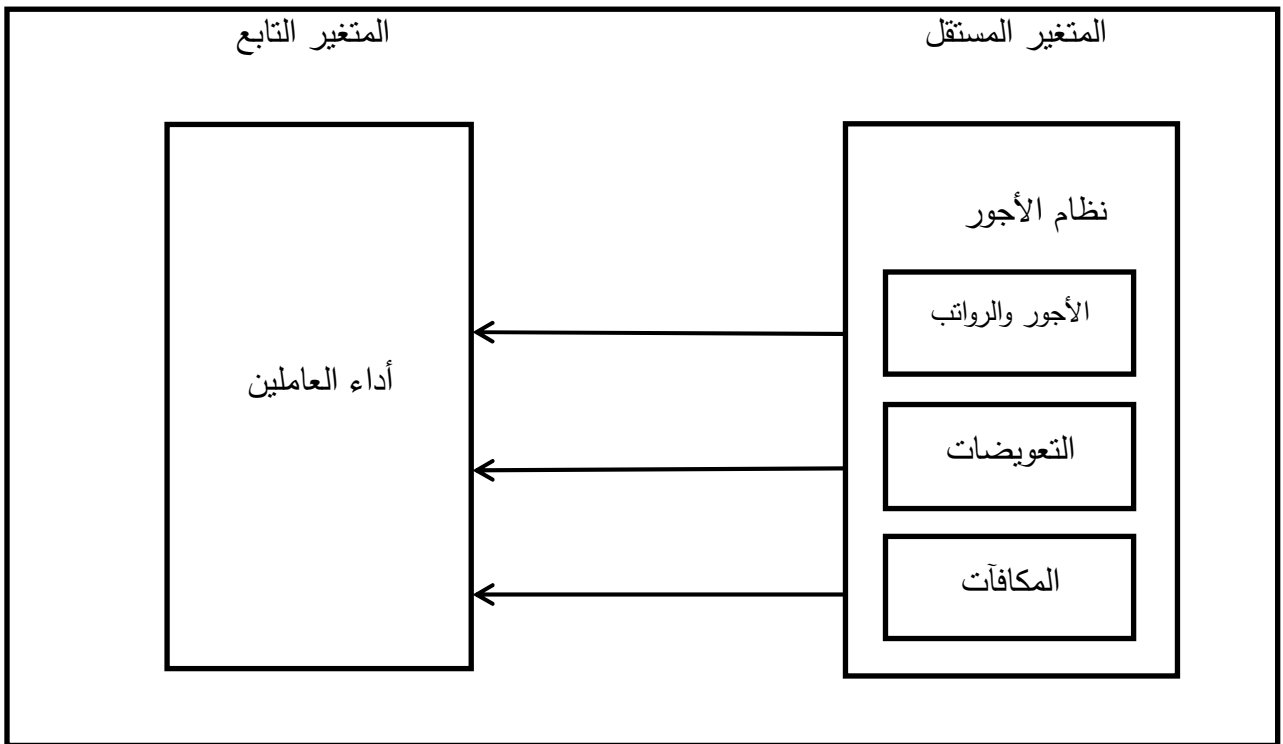 المتغير المستقل
المتغير التابع
نظام الأجور
الأجور والرواتب
التعويضات
المكافآت
أداء العاملين